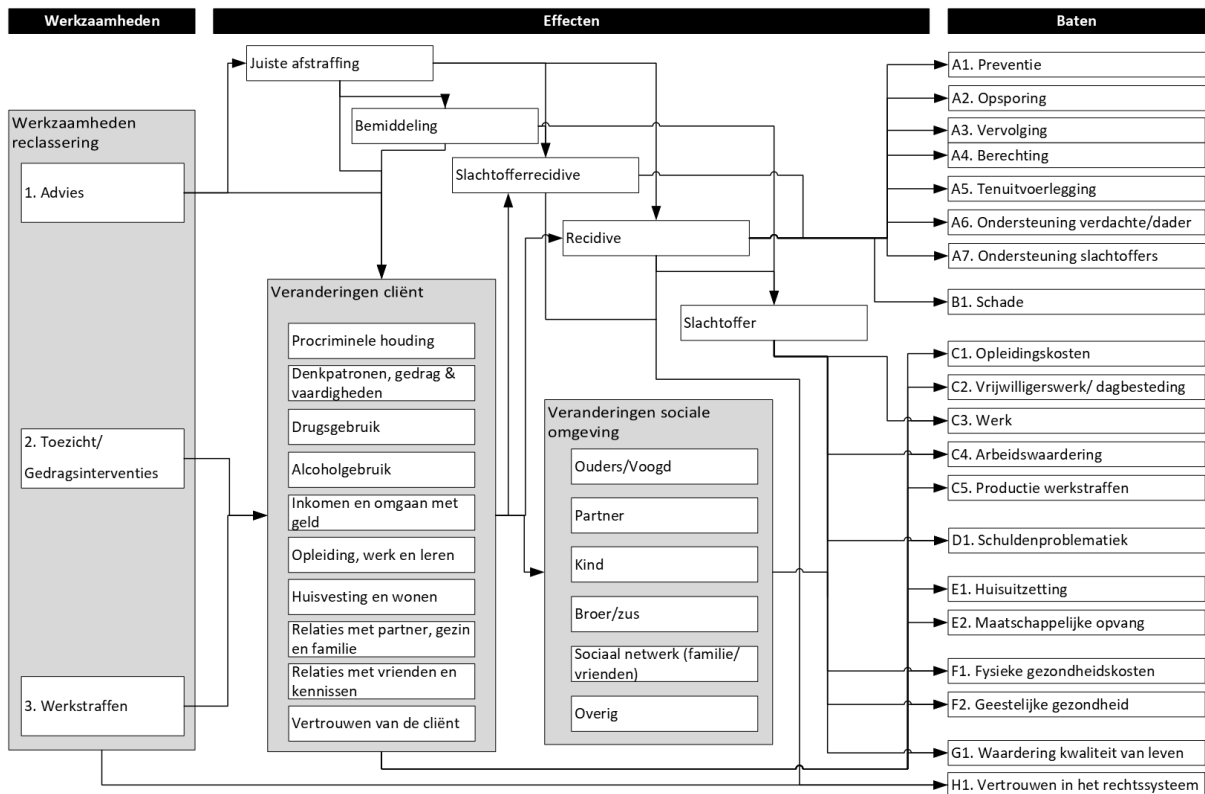 Werkzaamheden
Effecten
Baten
Werkzaamheden
reclassering
1. Advies
2. Toezicht/
Gedragsinterventies
3. Werkstraffen
Juiste afstraffing
Bemiddeling
Slachtofferrecidive
Recidive
Slachtoffer
Veranderingen cliënt
Procriminele houding
Denkpatronen, gedrag &
vaardigheden
Drugsgebruik
Alcoholgebruik
Inkomen en omgaan met
geld
Opleiding, werk en leren
Huisvesting en wonen
Relaties met partner, gezin
en familie
Relaties met vrienden en
kennissen
Vertrouwen van de cliënt
Veranderingen sociale
omgeving
Ouders/Voogd
Partner
Kind
Broer/zus
Sociaal netwerk (familie/
vrienden)
Overig
A1. Preventie
A2. Opsporing
A3. Vervolging
A4. Berechting
A5. Tenuitvoerlegging
A6. Ondersteuning verdachte/dader
A7. Ondersteuning slachtoffers
B1. Schade
C1. Opleidingskosten
C2. Vrijwilligerswerk/ dagbesteding
C3. Werk
C4. Arbeidswaardering
C5. Productie werkstraffen
D1. Schuldenproblematiek
E1. Huisuitzetting
E2. Maatschappelijke opvang
F1. Fysieke gezondheidskosten
F2. Geestelijke gezondheid
G1. Waardering kwaliteit van leven
H1. Vertrouwen in het rechtssysteem